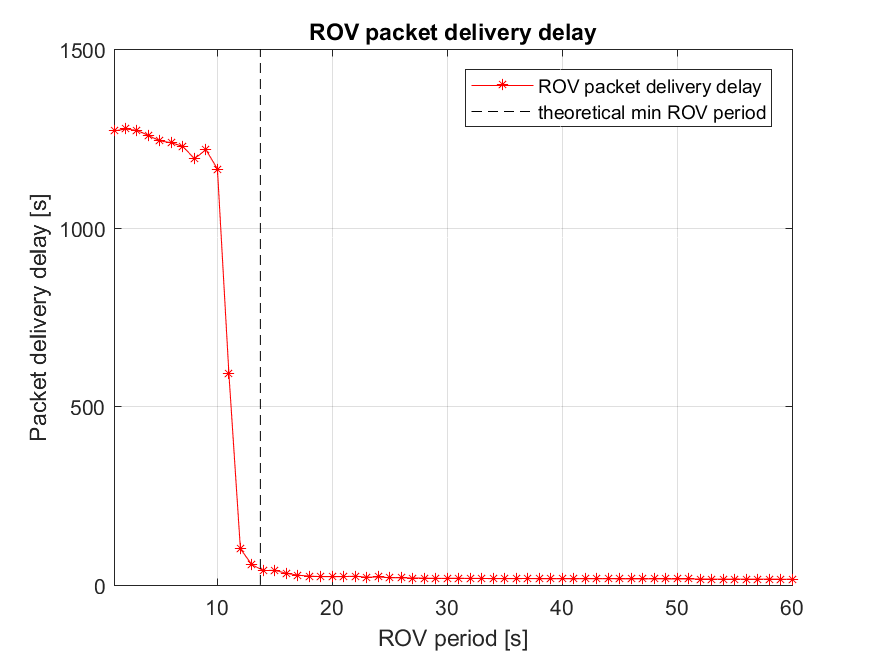 ROV packet delivery delay
1500
1000
500
0
Packet delivery delay [s]
ROV packet delivery delay
theoretical min ROV period
10 20 30 40 50 60
ROV period [s]